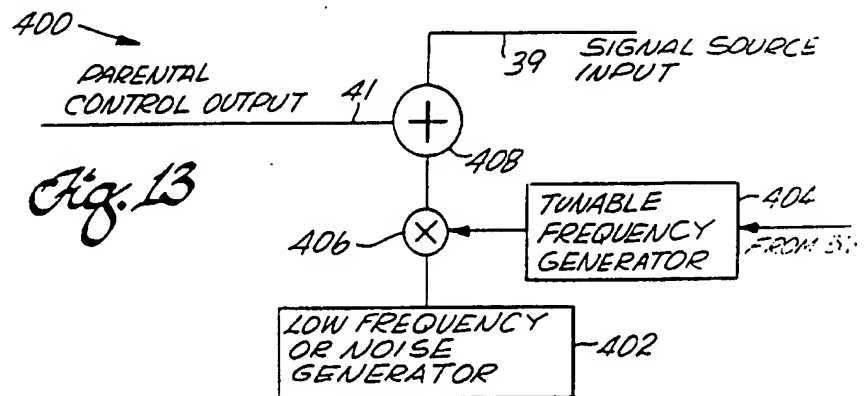 400
39
SIGNAL SOURCE
INPUT
PARENTAL
CONTROL OUTPUT
41
+
408
Fig. 13
406
×
TUNABLE
FREQUENCY
GENERATOR
404
FROM
LOW FREQUENCY
OR NOISE
GENERATOR
402